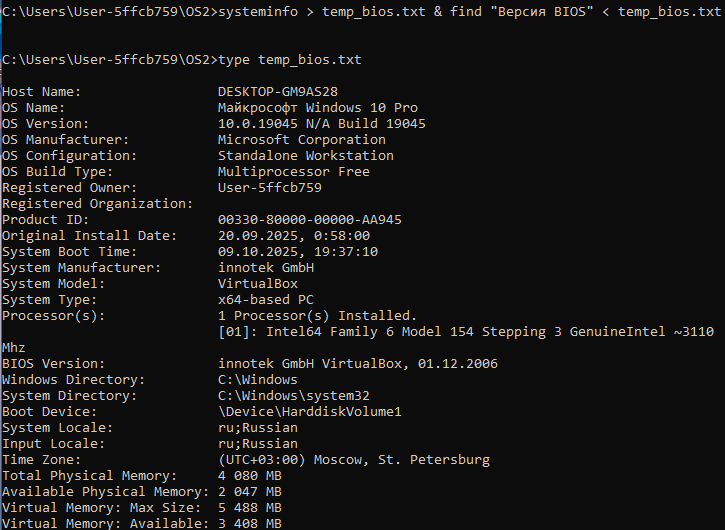 C:\Users\User-5ffcb759\OS2>systeminfo > temp_bios.txt & find "Версия BIOS" < temp_bios.txt
C:\Users\User-5ffcb759\OS2>type temp_bios.txt
Host Name: DESKTOP-GM9AS28
OS Name: Майкрософт Windows 10 Pro
OS Version: 10.0.19045 N/A Build 19045
OS Manufacturer: Microsoft Corporation
OS Configuration: Standalone Workstation
OS Build Type: Multiprocessor Free
Registered Owner: User-5ffcb759
Registered Organization:
Product ID: 00330-80000-00000-AA945
Original Install Date: 20.09.2025, 0:58:00
System Boot Time: 09.10.2025, 19:37:10
System Manufacturer: innotek GmbH
System Model: VirtualBox
System Type: x64-based PC
Processor(s): 1 Processor(s) Installed.
[01]: Intel64 Family 6 Model 154 Stepping 3 GenuineIntel ~3110
Mhz
BIOS Version: innotek GmbH VirtualBox, 01.12.2006
Windows Directory: C:\Windows
System Directory: C:\Windows\system32
Boot Device: \Device\HarddiskVolume1
System Locale: ru;Russian
Input Locale: ru;Russian
Time Zone: (UTC+03:00) Moscow, St. Petersburg
Total Physical Memory: 4 080 MB
Available Physical Memory: 2 047 MB
Virtual Memory: Max Size: 5 488 MB
Virtual Memory: Available: 3 408 MB